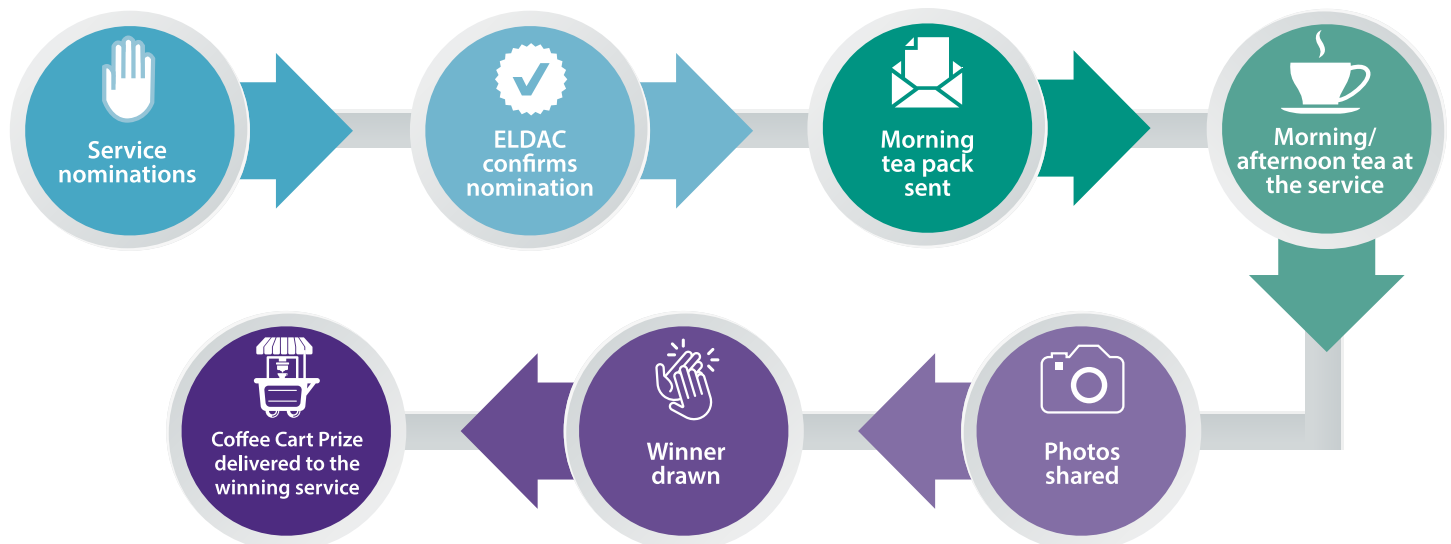 Service
nominations
ELDAC
confirms
nomination
Morning
tea pack
sent
Morning/
afternoon tea at
the service
Photos
shared
Winner
drawn
Coffee Cart Prize
delivered to the
winning service